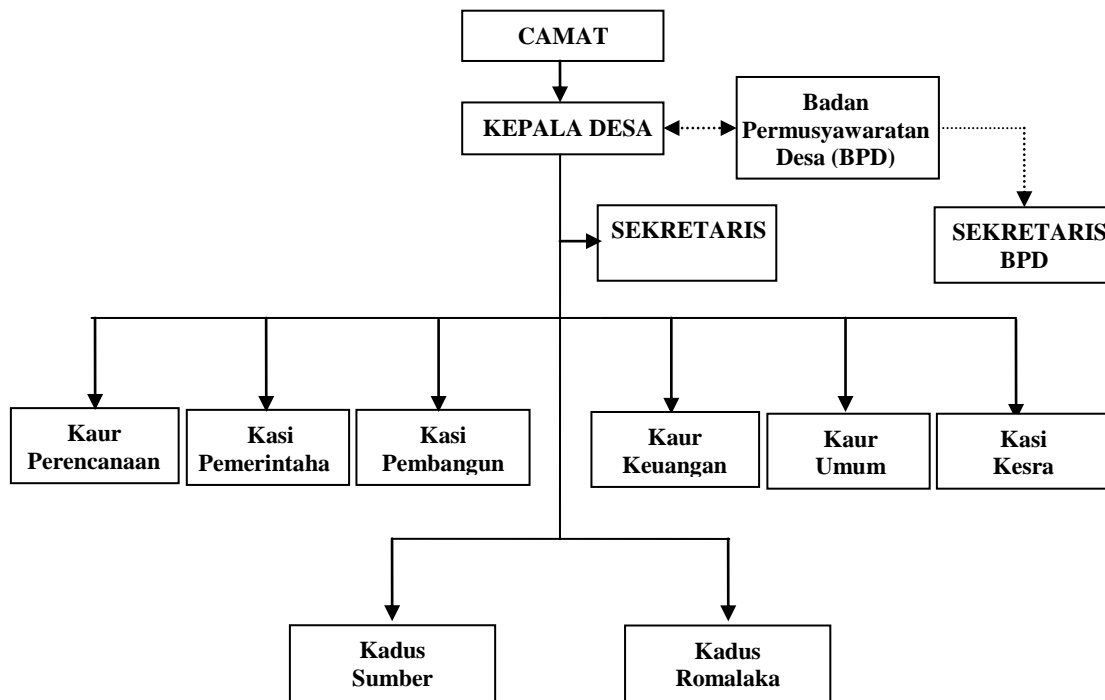 CAMAT
KEPALA DESA
Badan
Permusyawaratan
Desa (BPD)
SEKRETARIS
SEKRETARIS
BPD
Kaur
Perencanaan
Kasi
Pemerintaha
Kasi
Pembangun
Kaur
Keuangan
Kaur
Umum
Kasi
Kesra
Kadus
Sumber
Kadus
Romalaka